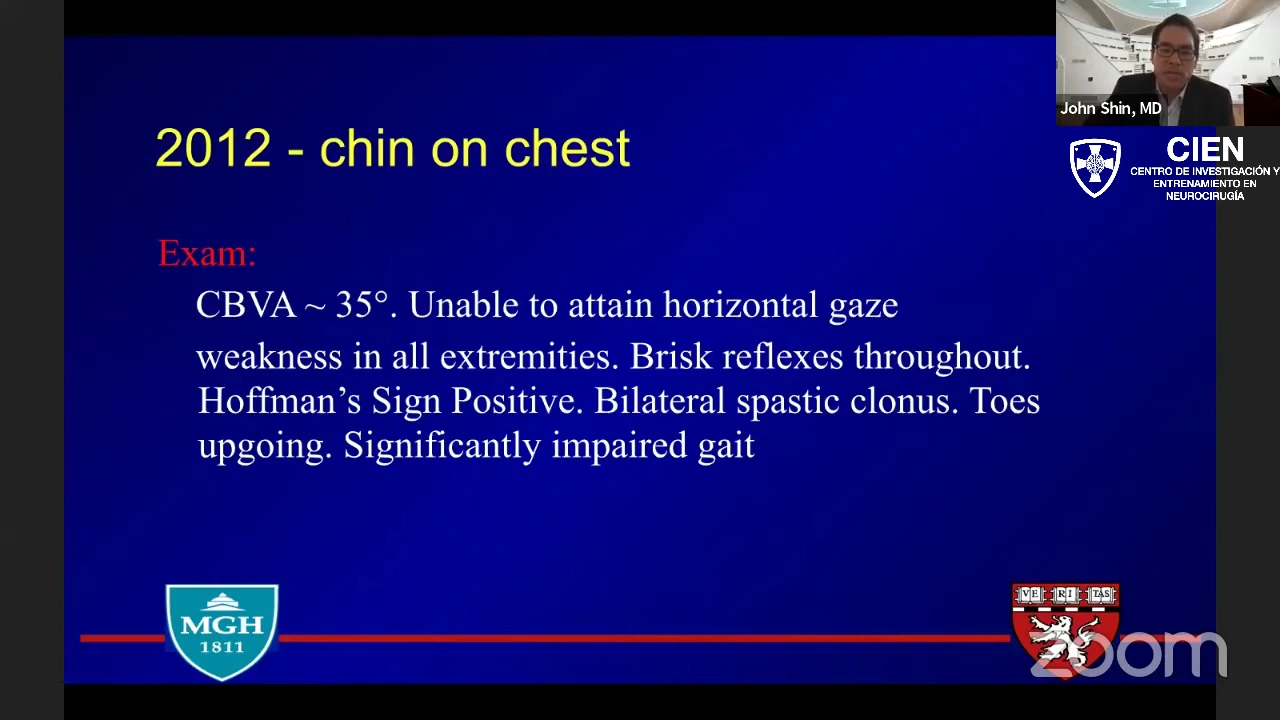 2012 - chin on chest
Exam:
CBVA ~ 35°. Unable to attain horizontal gaze
weakness in all extremities. Brisk reflexes throughout.
Hoffman's Sign Positive. Bilateral spastic clonus. Toes
upgoing. Significantly impaired gait
John Shin, MD
CIEN
CENTRO DE INVESTIGACIÓN Y
ENTRENAMIENTO EN
NEUROCIRUGÍA
MGH
1811
VE RI TAS
zoom